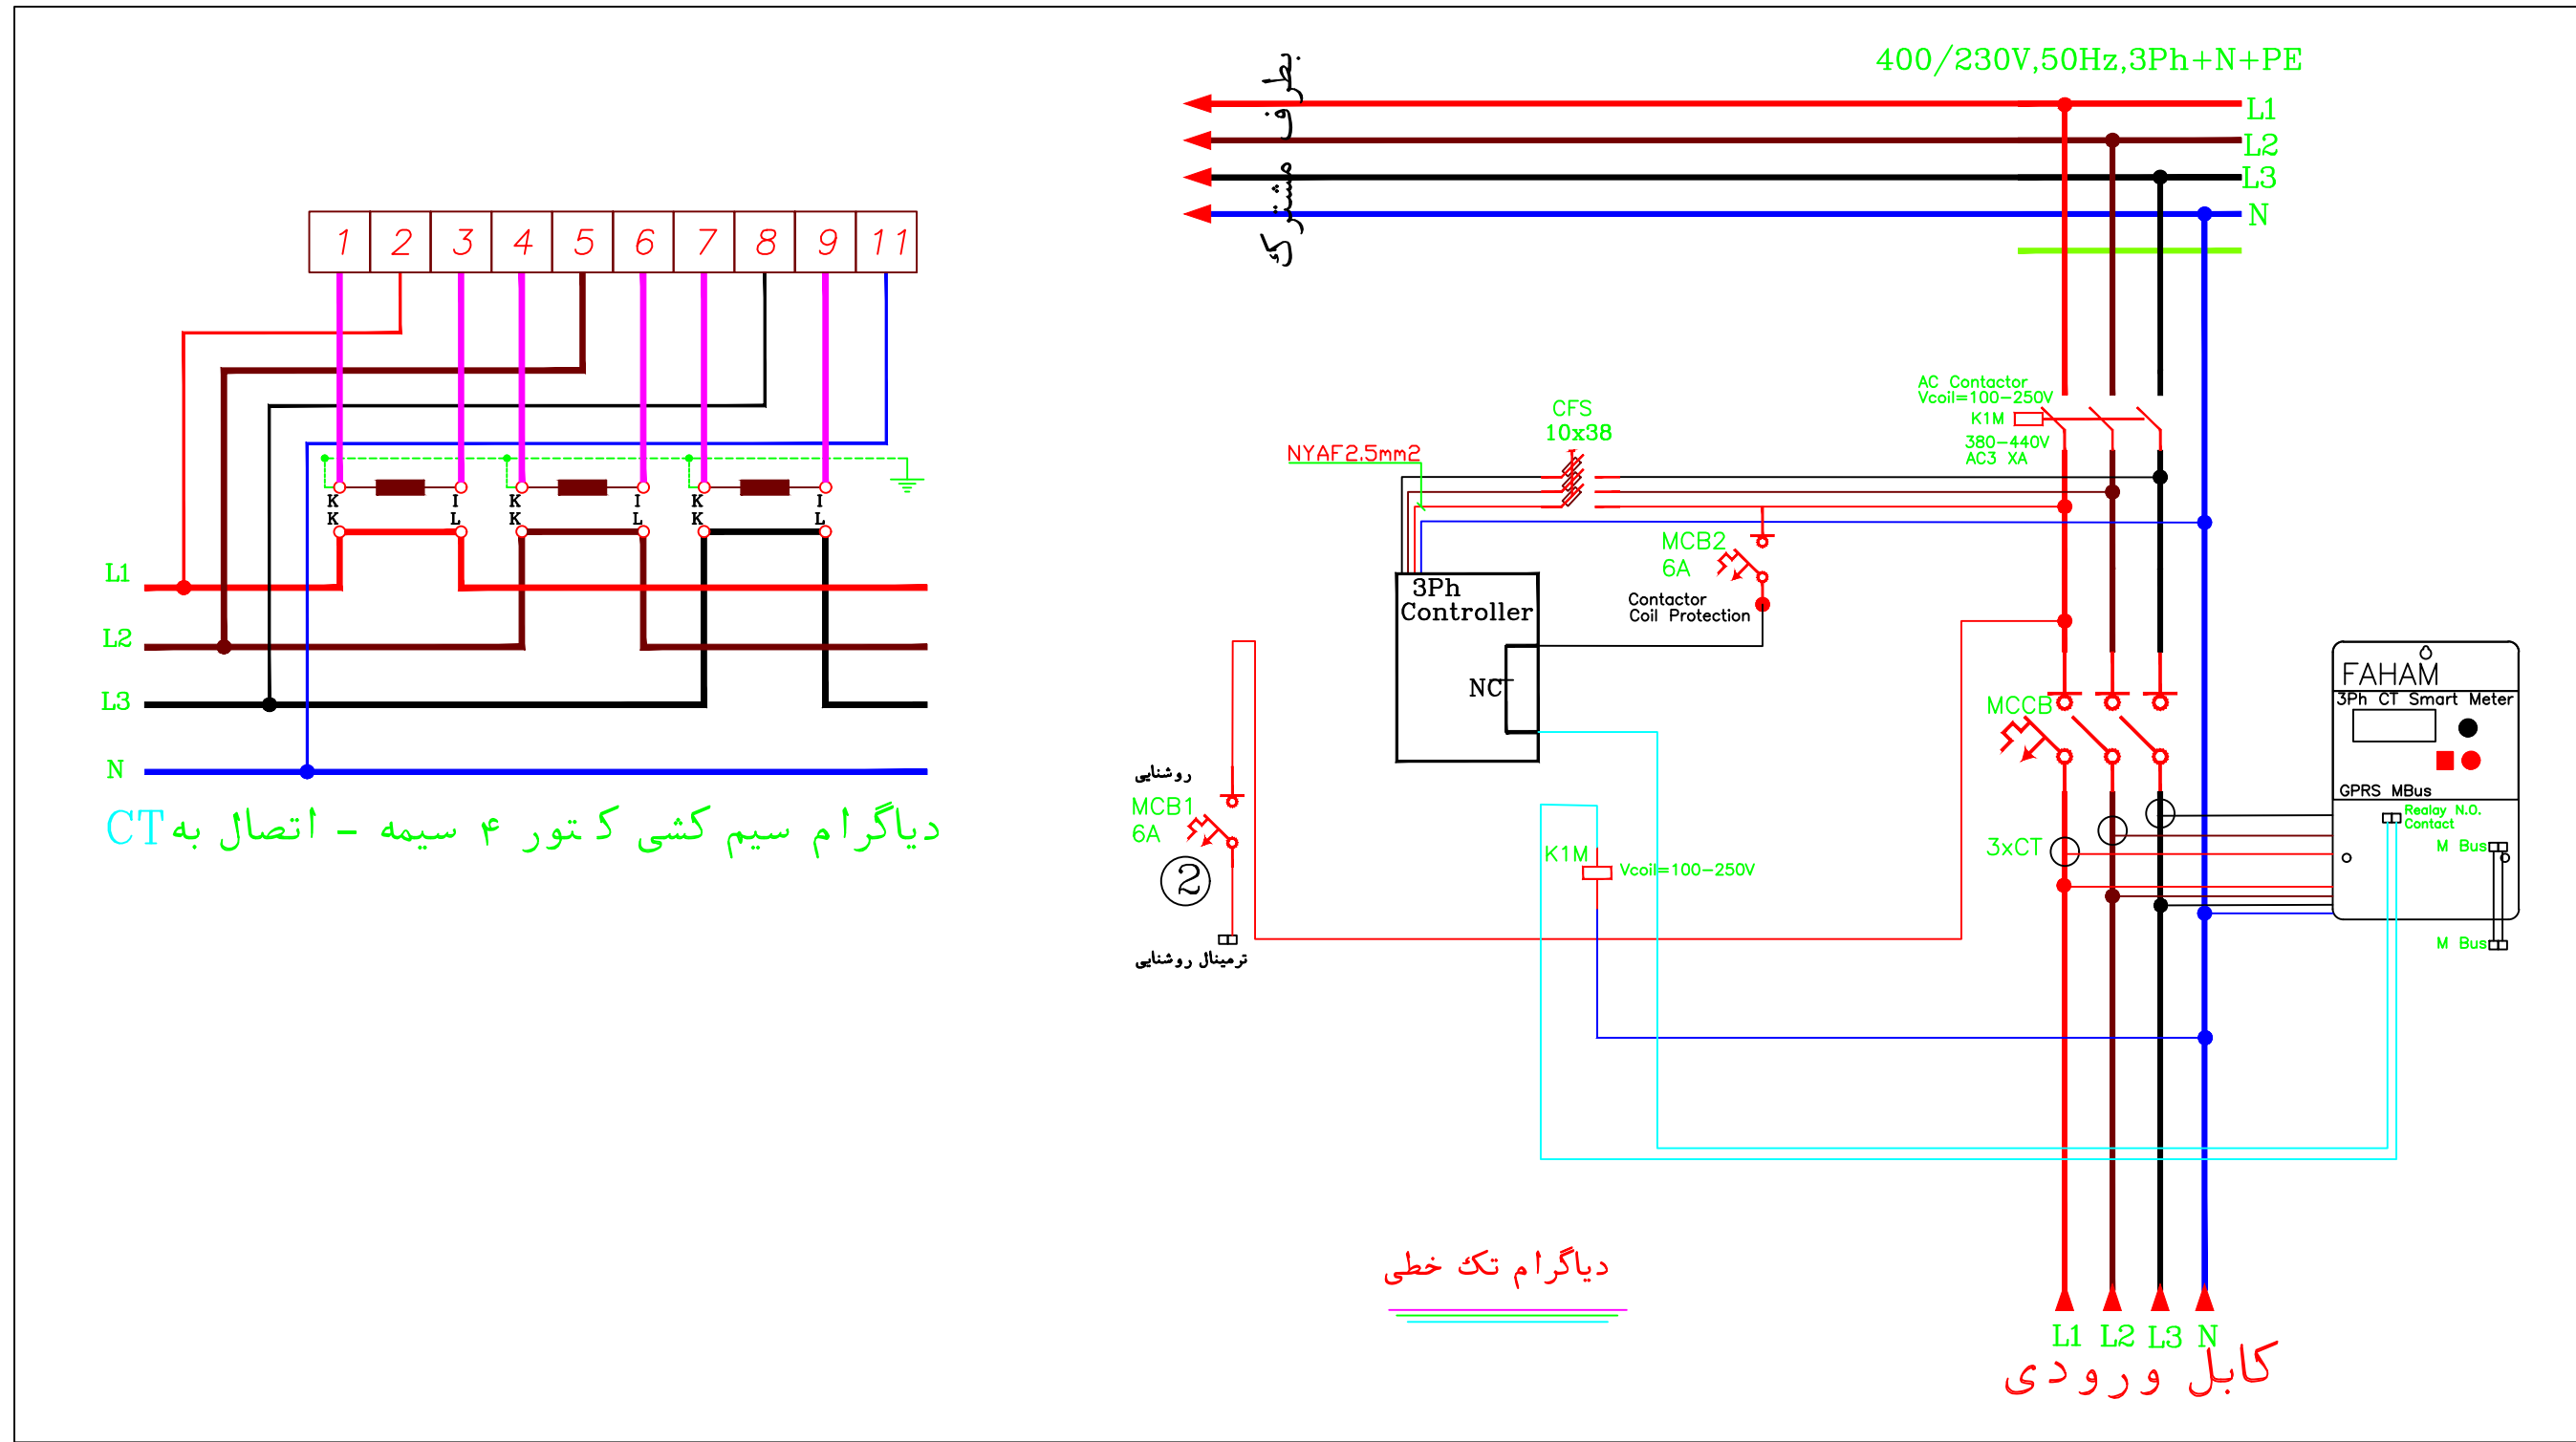 1 2 3 4 5 6 7 8 9 11
K I K I K I
K L K L K L
L1
L2
L3
N
دیاگرام سیم کشی کنتور ۴ سیمه - اتصال به CT
400/230V,50Hz,3Ph+N+PE
بطرف مشترک
L1
L2
L3
N
AC Contactor
Vcoil=100-250V
K1M
380-440V
AC3 XA
CFS
10x38
NYAF2.5mm2
MCB2
6A
Contactor
Coil Protection
3Ph
Controller
NC
روشنایی
MCB1
6A
2
ترمینال روشنایی
K1M
Vcoil=100-250V
MCCB
3xCT
FAHAM
3Ph CT Smart Meter
GPRS MBus
Realay N.O.
Contact
M Bus
M Bus
دیاگرام تک خطی
L1 L2 L3 N
کابل ورودی